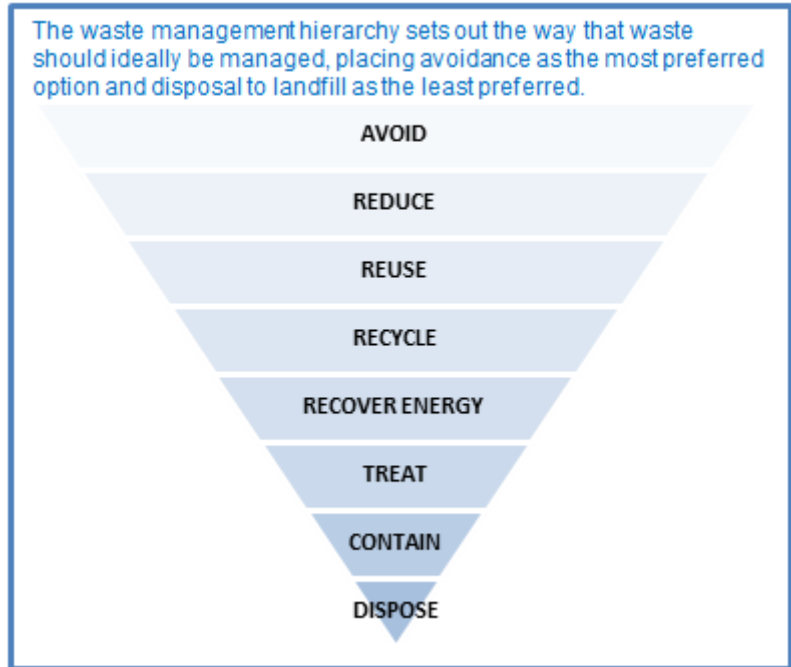 The waste management hierarchy sets out the way that waste
should ideally be managed, placing avoidance as the most preferred
option and disposal to landfill as the least preferred.
AVOID
REDUCE
REUSE
RECYCLE
RECOVER ENERGY
TREAT
CONTAIN
DISPOSE